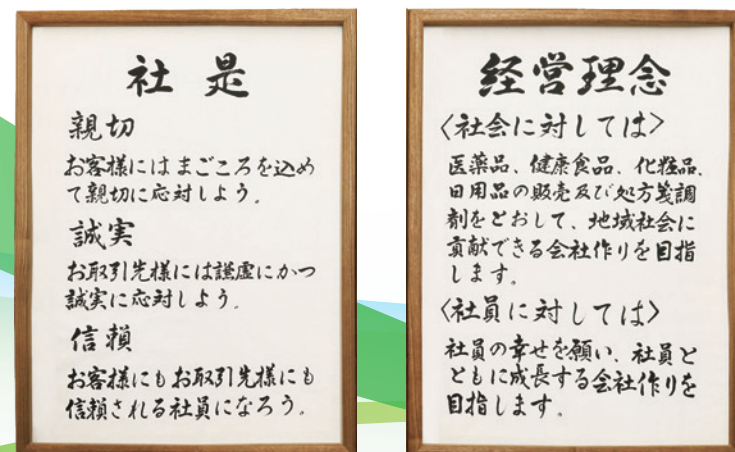 社是
親切
お客様にはまごころを込め
て親切に応対しよう。
誠実
お取引先様には謙虚にかつ
誠実に応対しよう。
信頼
お客様にもお取引先様にも
信頼される社員になろう。
経営理念
〈社会に対しては〉
医薬品、健康食品、化粧品、
日用品の販売及び処方箋調
剤をとおして、地域社会に
貢献できる会社作りを目指
します。
〈社員に対しては〉
社員の幸せを願い、社員と
ともに成長する会社作りを
目指します。